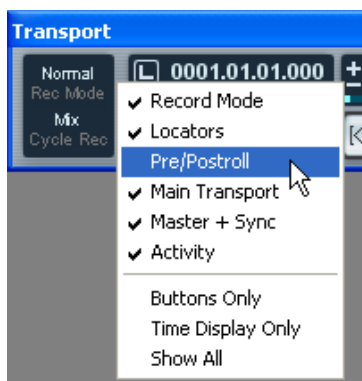 Transport
Normal
Rec Mode
Mix
Cycle Rec
L 0001.01.01.000
Record Mode
Locators
Pre/Postroll
Main Transport
Master + Sync
Activity
Buttons Only
Time Display Only
Show All